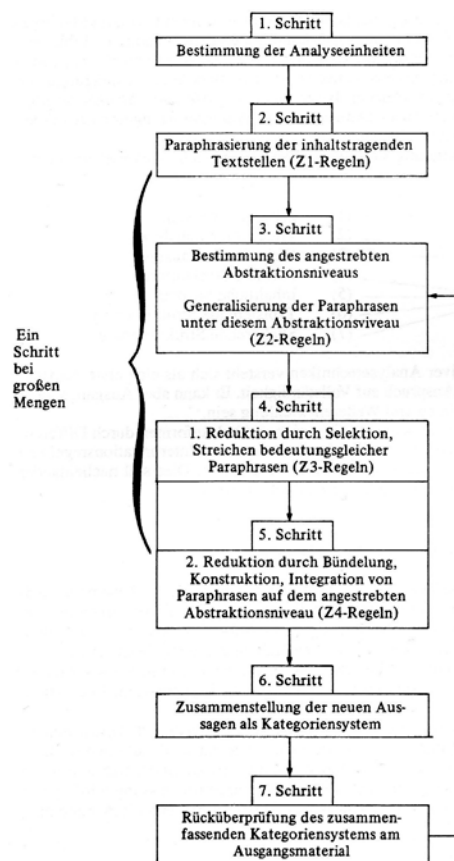 1. Schritt
Bestimmung der Analyseeinheiten
2. Schritt
Paraphrasierung der inhaltstragenden
Textstellen (Z1-Regeln)
3. Schritt
Bestimmung des angestrebten
Abstraktionsniveaus
Generalisierung der Paraphrasen
unter diesem Abstraktionsviveau
(Z2-Regeln)
Ein
Schritt
bei
großen
Mengen
4. Schritt
1. Reduktion durch Selektion,
Streichen bedeutungsgleicher
Paraphrasen (Z3-Regeln)
5. Schritt
2. Reduktion durch Bündelung,
Konstruktion, Integration von
Paraphrasen auf dem angestrebten
Abstraktionsniveau (Z4-Regeln)
6. Schritt
Zusammenstellung der neuen Aus-
sagen als Kategoriensystem
7. Schritt
Rücküberprüfung des zusammen-
fassenden Kategoriensystems am
Ausgangsmaterial